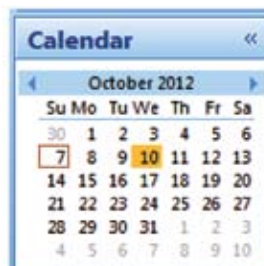 Calendar «
October 2012
Su Mo Tu We Th Fr Sa
30 1 2 3 4 5 6
7 8 9 10 11 12 13
14 15 16 17 18 19 20
21 22 23 24 25 26 27
28 29 30 31 1 2 3
4 5 6 7 8 9 10